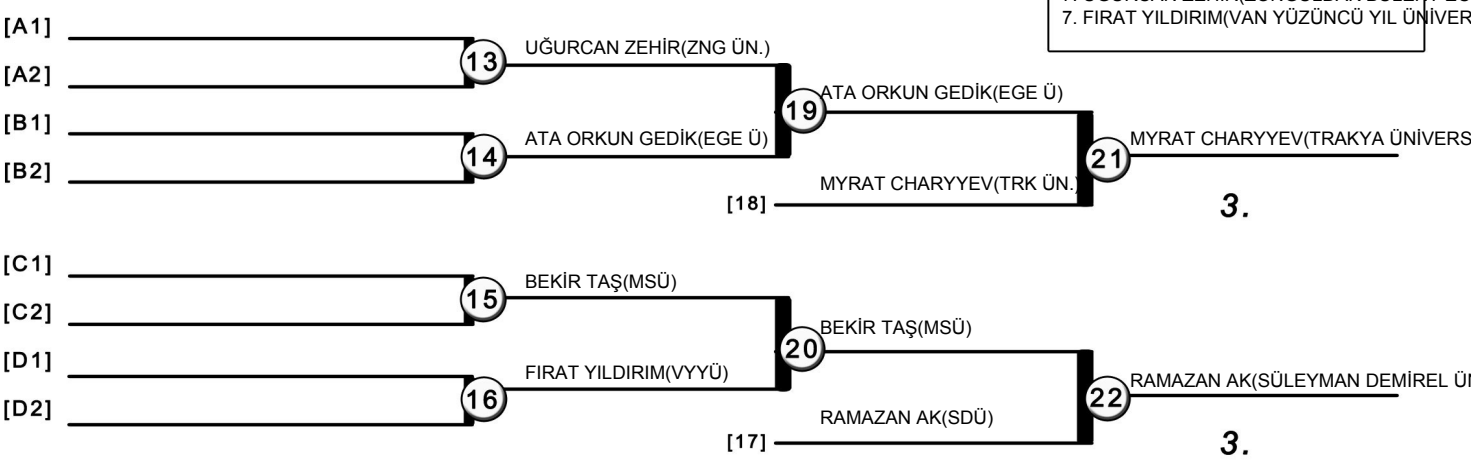 7. FIRAT YILDIRIM(VAN YÜZÜNCÜ YIL ÜNİVER
[A1]
[A2]
13
UĞURCAN ZEHİR(ZNG ÜN.)
[B1]
[B2]
14
ATA ORKUN GEDİK(EGE Ü)
19
ATA ORKUN GEDİK(EGE Ü)
[18]
MYRAT CHARYYEV(TRK ÜN.)
21
MYRAT CHARYYEV(TRAKYA ÜNİVERS
3.
[C1]
[C2]
15
BEKİR TAŞ(MSÜ)
[D1]
[D2]
16
FIRAT YILDIRIM(VYYÜ)
20
BEKİR TAŞ(MSÜ)
[17]
RAMAZAN AK(SDÜ)
22
RAMAZAN AK(SÜLEYMAN DEMİREL
3.